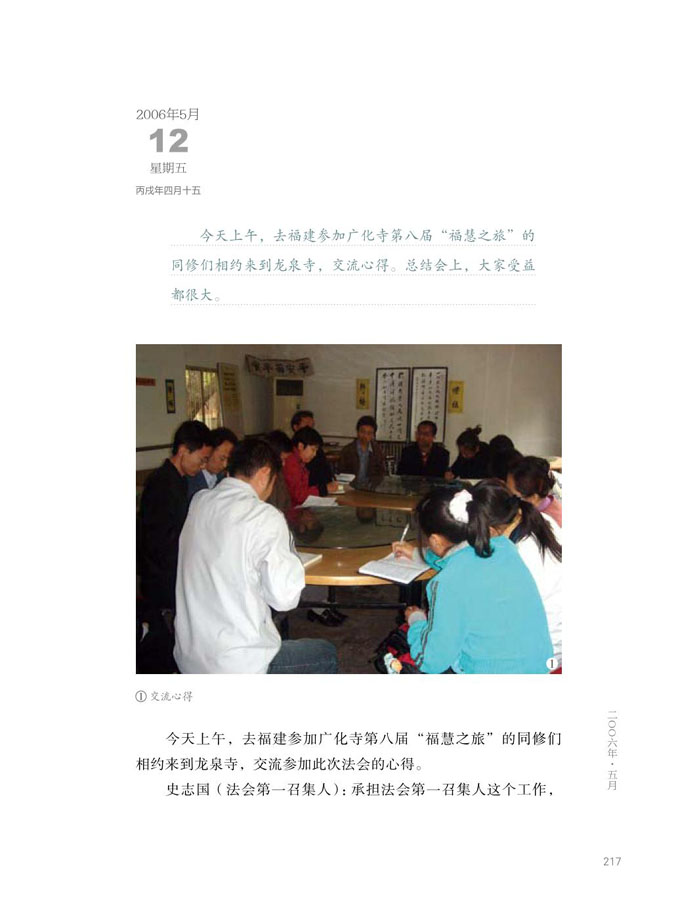 2006年5月
12
星期五
丙戌年四月十五
今天上午，去福建参加广化寺第八届“福慧之旅”的
同修们相约来到龙泉寺，交流心得。总结会上，大家受益
都很大。
①
① 交流心得
今天上午，去福建参加广化寺第八届“福慧之旅”的同修们
相约来到龙泉寺，交流参加此次法会的心得。
史志国（法会第一召集人）：承担法会第一召集人这个工作，
二〇〇六年·五月
217